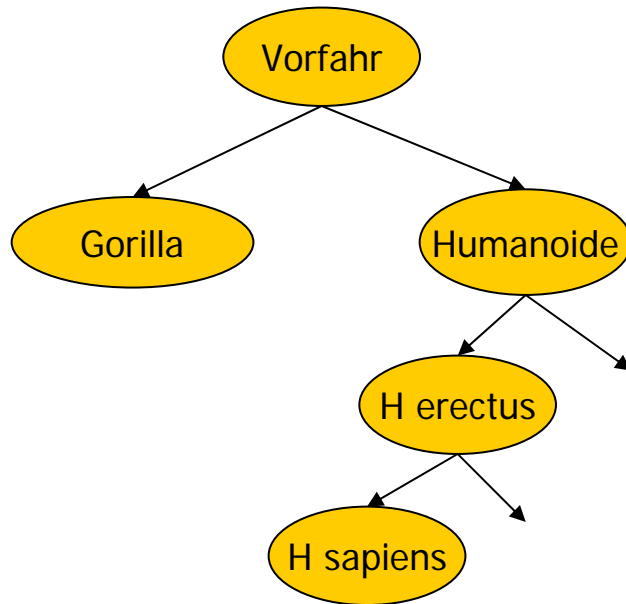 Vorfahr
Gorilla
Humanoide
H erectus
H sapiens